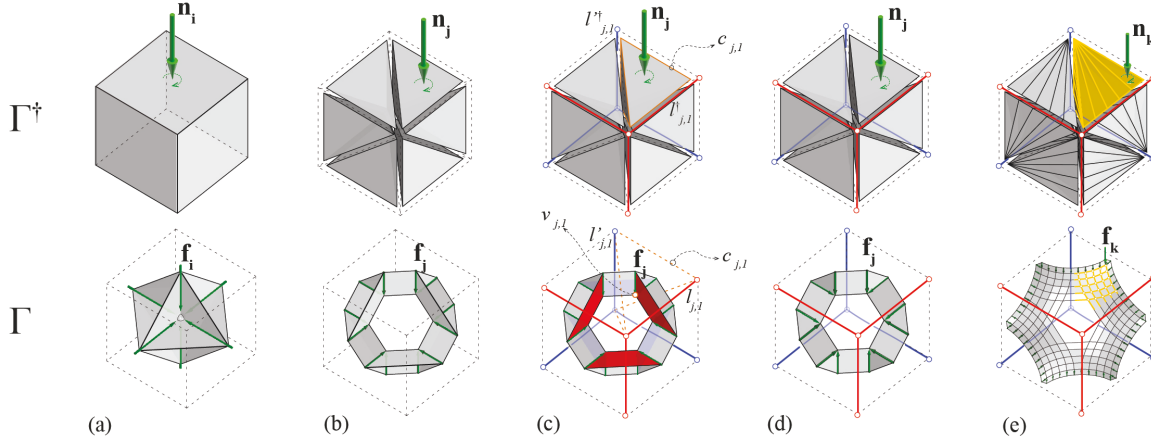 n_i
n_j
l'^†_{j,1}
n_j
c_{j,1}
n_j
n_k
Γ^†
l^†_{j,1}
v_{j,1}
l'_{j,1}
f_i
f_j
f_j
c_{j,1}
f_j
f_k
Γ
l_{j,1}
(a)
(b)
(c)
(d)
(e)